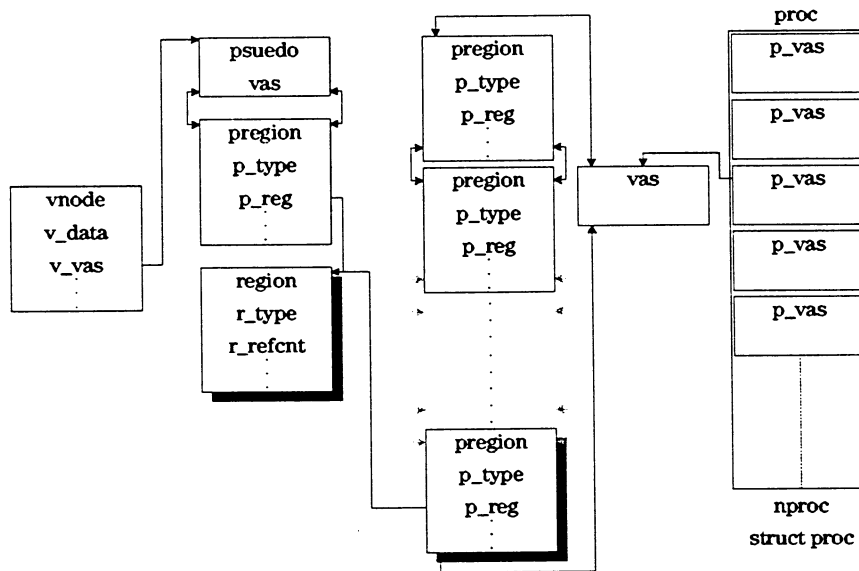 psuedo
vas
pregion
p_type
p_reg
vnode
v_data
v_vas
region
r_type
r_refcnt
pregion
p_type
p_reg
pregion
p_type
p_reg
pregion
p_type
p_reg
vas
proc
p_vas
p_vas
p_vas
p_vas
p_vas
nproc
struct proc